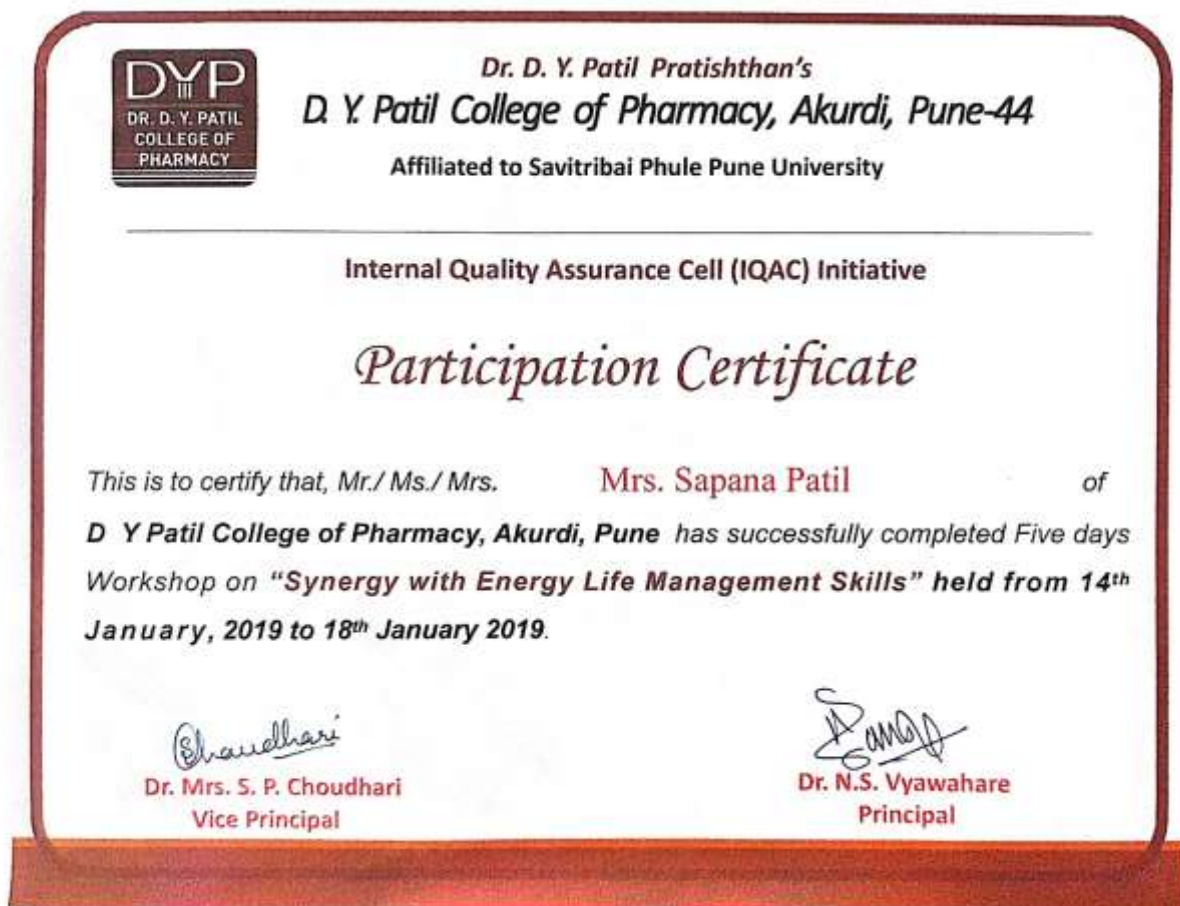 DYP
DR. D. Y. PATIL
COLLEGE OF
PHARMACY
Dr. D. Y. Patil Pratishthan's
D. Y. Patil College of Pharmacy, Akurdi, Pune-44
Affiliated to Savitribai Phule Pune University
Internal Quality Assurance Cell (IQAC) Initiative
Participation Certificate
This is to certify that, Mr./ Ms./ Mrs. Mrs. Sapana Patil of
D Y Patil College of Pharmacy, Akurdi, Pune has successfully completed Five days
Workshop on “Synergy with Energy Life Management Skills” held from 14th
January, 2019 to 18th January 2019.
Chaudhari
Dr. Mrs. S. P. Choudhari
Vice Principal
Dr. N.S. Vyawahare
Principal